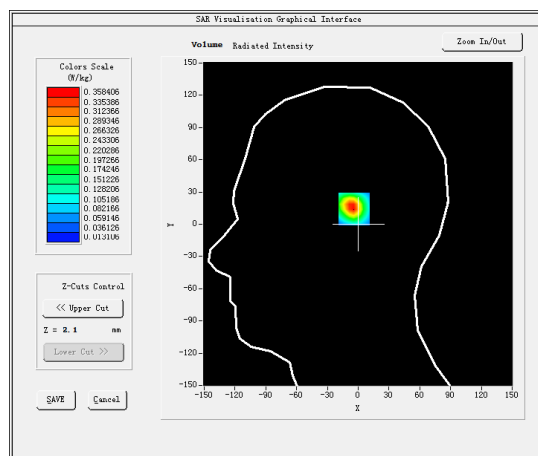 SAR Visualisation Graphical Interface
Volume Radiated Intensity
Zoom In/Out
Colors Scale
(W/kg)
0.358406
0.335386
0.312366
0.289346
0.266326
0.243306
0.220286
0.197266
0.174246
0.151226
0.128206
0.105186
0.082166
0.059146
0.036126
0.013106
Z-Cuts Control
<< Upper Cut
Z = 2.1 mm
Lower Cut >>
SAVE Cancel
150
120
90
60
30
0
-30
-60
-90
-120
-150
Y
-150 -120 -90 -60 -30 0 30 60 90 120 150
X